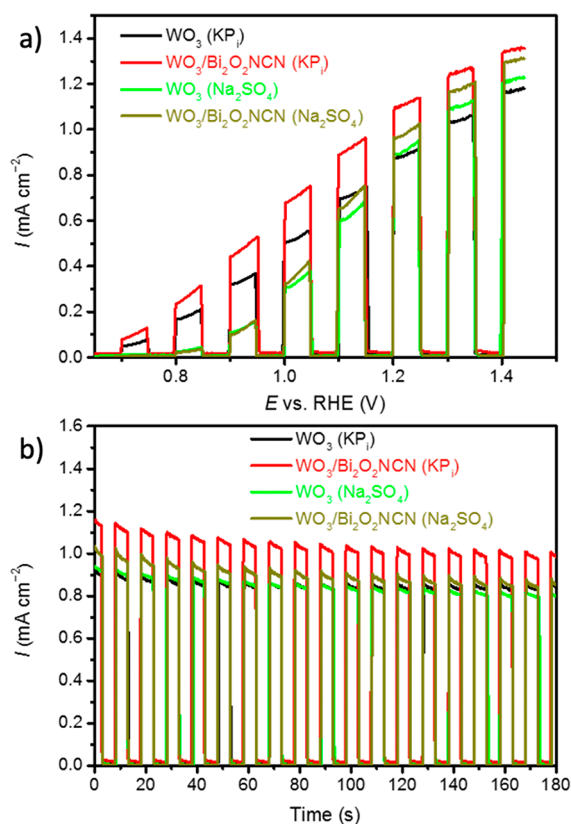 a)
WO₃ (KPᵢ)
WO₃/Bi₂O₂NCN (KPᵢ)
WO₃ (Na₂SO₄)
WO₃/Bi₂O₂NCN (Na₂SO₄)
I (mA cm⁻²)
1.4
1.2
1.0
0.8
0.6
0.4
0.2
0.0
0.8 1.0 1.2 1.4
E vs. RHE (V)
b)
WO₃ (KPᵢ)
WO₃/Bi₂O₂NCN (KPᵢ)
WO₃ (Na₂SO₄)
WO₃/Bi₂O₂NCN (Na₂SO₄)
I (mA cm⁻²)
1.6
1.4
1.2
1.0
0.8
0.6
0.4
0.2
0.0
0 20 40 60 80 100 120 140 160 180
Time (s)